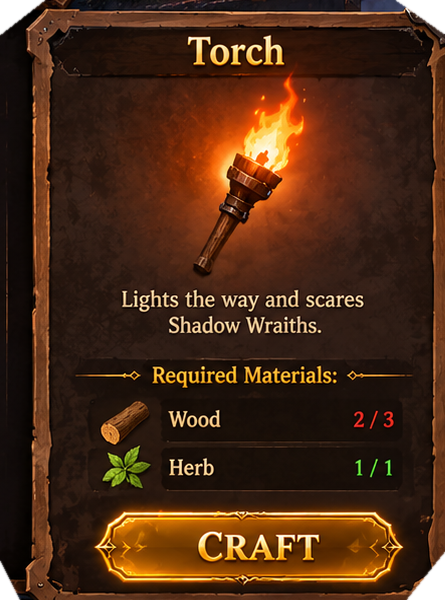 Torch
Lights the way and scares
Shadow Wraiths.
Required Materials:
Wood 2 / 3
Herb 1 / 1
CRAFT